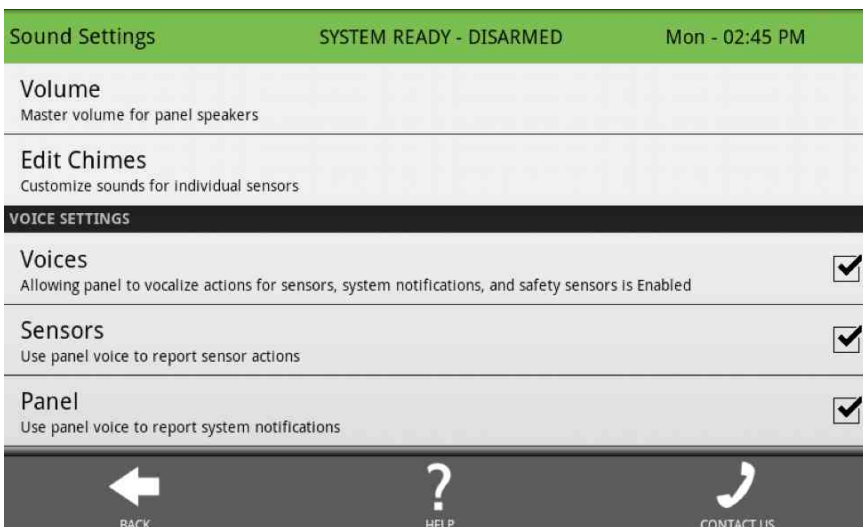 Sound Settings SYSTEM READY - DISARMED Mon - 02:45 PM
Volume
Master volume for panel speakers
Edit Chimes
Customize sounds for individual sensors
VOICE SETTINGS
Voices
Allowing panel to vocalize actions for sensors, system notifications, and safety sensors is Enabled
Sensors
Use panel voice to report sensor actions
Panel
Use panel voice to report system notifications
BACK HELP CONTACT US